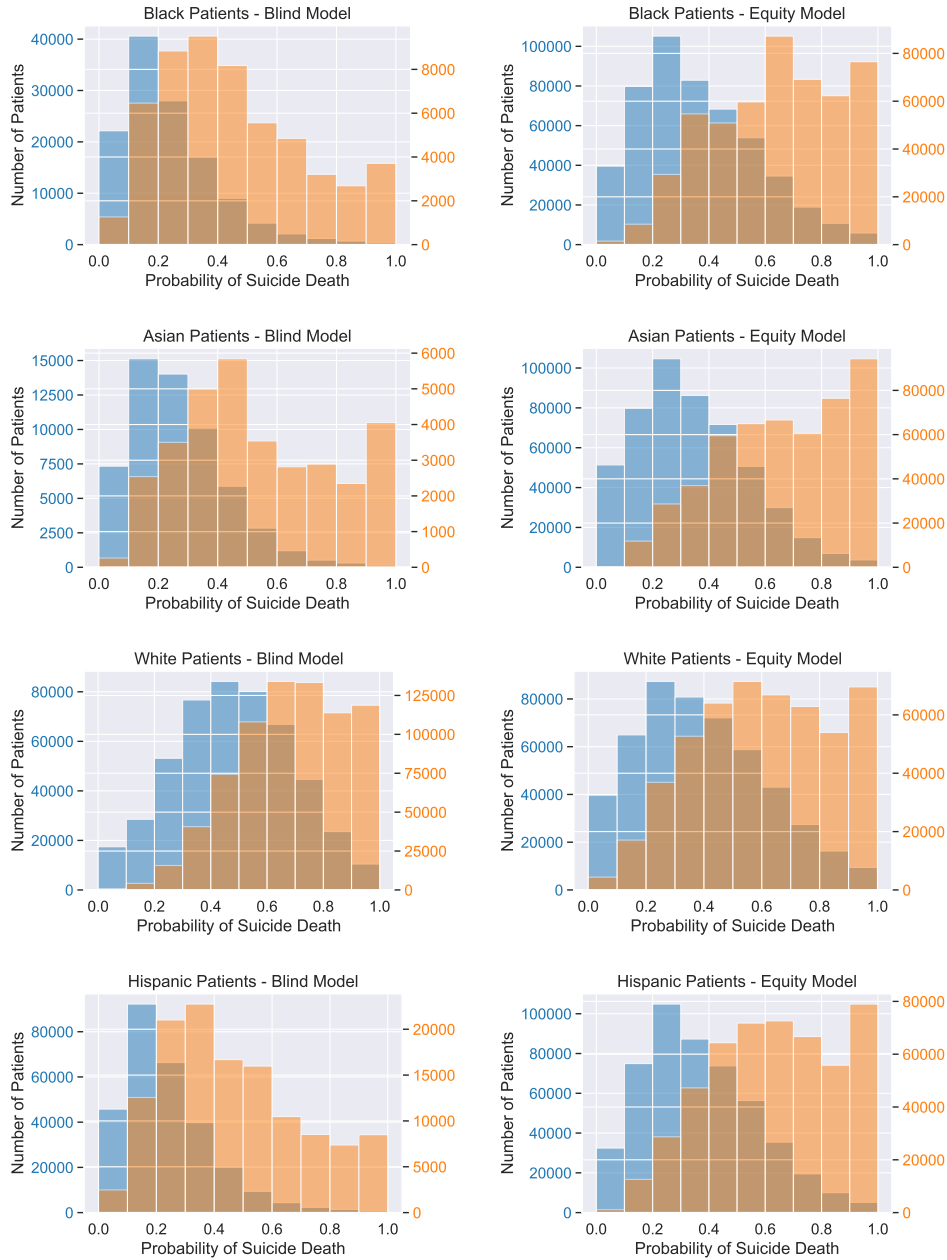 Black Patients - Blind Model
Number of Patients
40000
30000
20000
10000
0
8000
6000
4000
2000
0
0.0 0.2 0.4 0.6 0.8 1.0
Probability of Suicide Death
Black Patients - Equity Model
Number of Patients
100000
80000
60000
40000
20000
0
80000
60000
40000
20000
0
0.0 0.2 0.4 0.6 0.8 1.0
Probability of Suicide Death
Asian Patients - Blind Model
Number of Patients
15000
12500
10000
7500
5000
2500
0
6000
5000
4000
3000
2000
1000
0
0.0 0.2 0.4 0.6 0.8 1.0
Probability of Suicide Death
Asian Patients - Equity Model
Number of Patients
100000
80000
60000
40000
20000
0
80000
60000
40000
20000
0
0.0 0.2 0.4 0.6 0.8 1.0
Probability of Suicide Death
White Patients - Blind Model
Number of Patients
80000
60000
40000
20000
0
125000
100000
75000
50000
25000
0
0.0 0.2 0.4 0.6 0.8 1.0
Probability of Suicide Death
White Patients - Equity Model
Number of Patients
80000
60000
40000
20000
0
60000
40000
20000
0
0.0 0.2 0.4 0.6 0.8 1.0
Probability of Suicide Death
Hispanic Patients - Blind Model
Number of Patients
80000
60000
40000
20000
0
20000
15000
10000
5000
0
0.0 0.2 0.4 0.6 0.8 1.0
Probability of Suicide Death
Hispanic Patients - Equity Model
Number of Patients
100000
80000
60000
40000
20000
0
80000
60000
40000
20000
0
0.0 0.2 0.4 0.6 0.8 1.0
Probability of Suicide Death